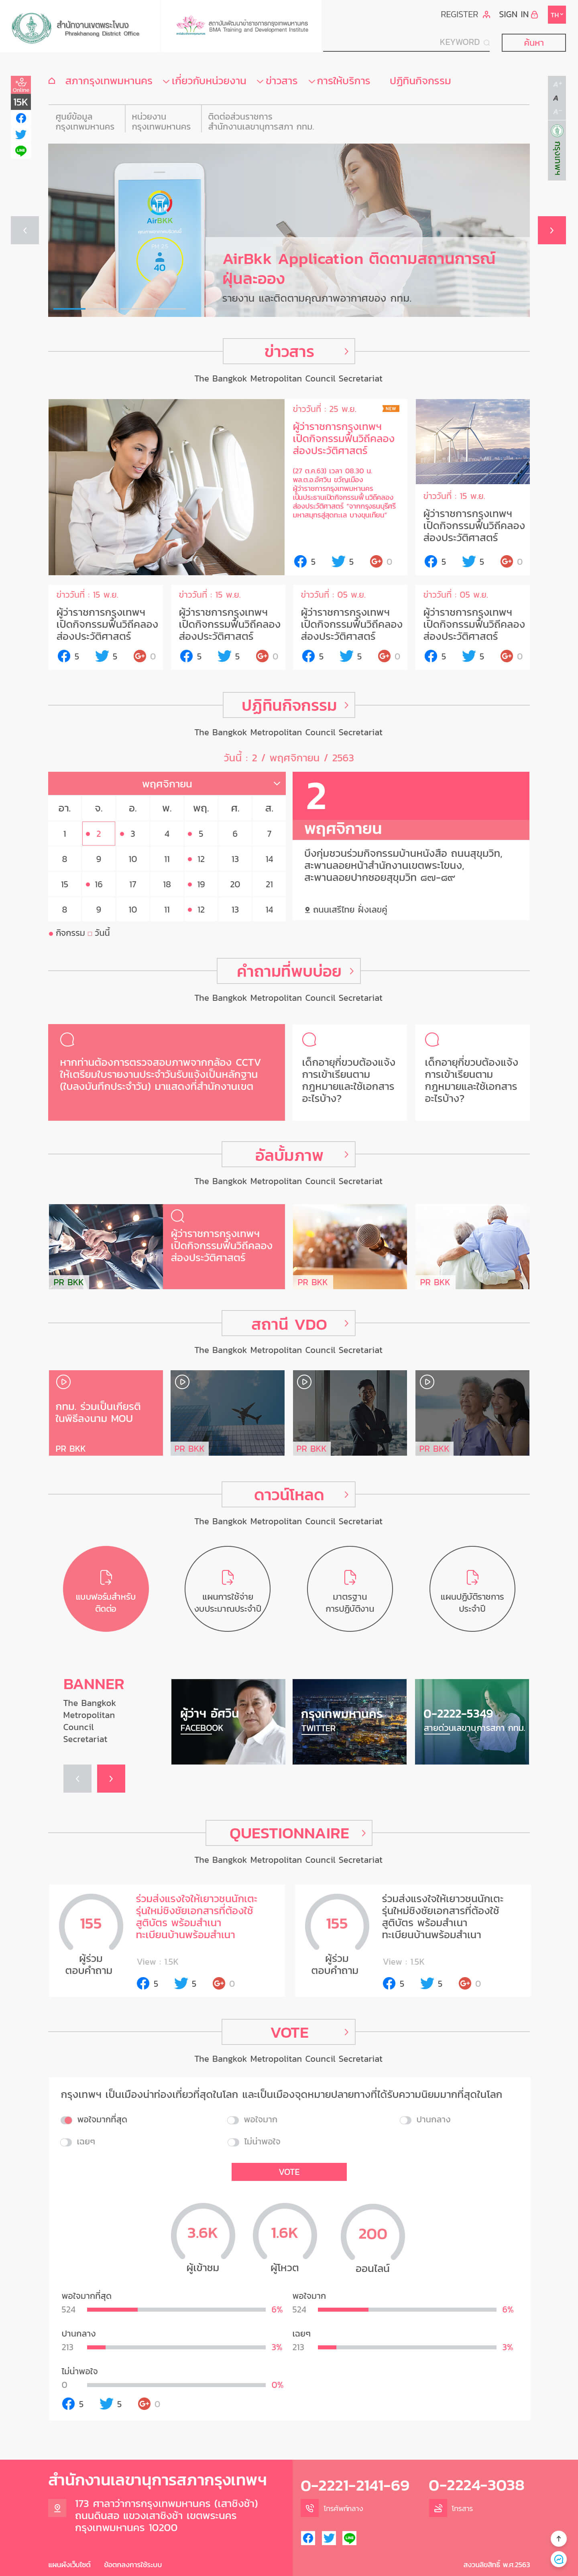 สำนักงานเขตพระโขนง
Phrakhanong District Office
สถาบันพัฒนาข้าราชการกรุงเทพมหานคร
BMA Training and Development Institute
REGISTER SIGN IN TH
KEYWORD ค้นหา
Online
15K
สภากรุงเทพมหานคร เกี่ยวกับหน่วยงาน ข่าวสาร การให้บริการ ปฏิทินกิจกรรม
ศูนย์ข้อมูล
กรุงเทพมหานคร
หน่วยงาน
กรุงเทพมหานคร
ติดต่อส่วนราชการ
สำนักงานเลขานุการสภา กทม.
A
กรุงเทพฯ
AirBKK
40
AirBkk Application ติดตามสถานการณ์
ฝุ่นละออง
รายงาน และติดตามคุณภาพอากาศของ กทม.
ข่าวสาร
The Bangkok Metropolitan Council Secretariat
ข่าววันที่ : 25 พ.ย. NEW
ผู้ว่าราชการกรุงเทพฯ
เปิดกิจกรรมฟื้นวิถีคลอง
ส่องประวัติศาสตร์
(27 ต.ค.63) เวลา 08.30 น.
พล.ต.อ.อัศวิน ขวัญเมือง
ผู้ว่าราชการกรุงเทพมหานคร
เป็นประธานเปิดกิจกรรมฟื้นวิถีคลอง
ส่องประวัติศาสตร์ "จากกรุงธนบุรีศรี
มหาสมุทรสู่สุดทะเล บางขุนเทียน"
5 5 0
ข่าววันที่ : 15 พ.ย.
ผู้ว่าราชการกรุงเทพฯ
เปิดกิจกรรมฟื้นวิถีคลอง
ส่องประวัติศาสตร์
5 5 0
ข่าววันที่ : 15 พ.ย.
ผู้ว่าราชการกรุงเทพฯ
เปิดกิจกรรมฟื้นวิถีคลอง
ส่องประวัติศาสตร์
5 5 0
ข่าววันที่ : 15 พ.ย.
ผู้ว่าราชการกรุงเทพฯ
เปิดกิจกรรมฟื้นวิถีคลอง
ส่องประวัติศาสตร์
5 5 0
ข่าววันที่ : 05 พ.ย.
ผู้ว่าราชการกรุงเทพฯ
เปิดกิจกรรมฟื้นวิถีคลอง
ส่องประวัติศาสตร์
5 5 0
ข่าววันที่ : 05 พ.ย.
ผู้ว่าราชการกรุงเทพฯ
เปิดกิจกรรมฟื้นวิถีคลอง
ส่องประวัติศาสตร์
5 5 0
ปฏิทินกิจกรรม
The Bangkok Metropolitan Council Secretariat
วันนี้ : 2 / พฤศจิกายน / 2563
พฤศจิกายน
อา. จ. อ. พ. พฤ. ศ. ส.
1 2 3 4 5 6 7
8 9 10 11 12 13 14
15 16 17 18 19 20 21
8 9 10 11 12 13 14
กิจกรรม วันนี้
2
พฤศจิกายน
บึงกุ่มชวนร่วมกิจกรรมบ้านหนังสือ ถนนสุขุมวิท,
สะพานลอยหน้าสำนักงานเขตพระโขนง,
สะพานลอยปากซอยสุขุมวิท ๘๗-๘๙
ถนนเสรีไทย ฝั่งเลขคู่
คำถามที่พบบ่อย
The Bangkok Metropolitan Council Secretariat
หากท่านต้องการตรวจสอบภาพจากกล้อง CCTV
ให้เตรียมใบรายงานประจำวันรับแจ้งเป็นหลักฐาน
(ใบลงบันทึกประจำวัน) มาแสดงที่สำนักงานเขต
เด็กอายุกี่ขวบต้องแจ้ง
การเข้าเรียนตาม
กฎหมายและใช้เอกสาร
อะไรบ้าง?
เด็กอายุกี่ขวบต้องแจ้ง
การเข้าเรียนตาม
กฎหมายและใช้เอกสาร
อะไรบ้าง?
อัลบั้มภาพ
The Bangkok Metropolitan Council Secretariat
PR BKK
ผู้ว่าราชการกรุงเทพฯ
เปิดกิจกรรมฟื้นวิถีคลอง
ส่องประวัติศาสตร์
PR BKK
PR BKK
สถานี VDO
The Bangkok Metropolitan Council Secretariat
กทม. ร่วมเป็นเกียรติ
ในพิธีลงนาม MOU
PR BKK
PR BKK
PR BKK
PR BKK
ดาวน์โหลด
The Bangkok Metropolitan Council Secretariat
แบบฟอร์มสำหรับ
ติดต่อ
แผนการใช้จ่าย
งบประมาณประจำปี
มาตรฐาน
การปฏิบัติงาน
แผนปฏิบัติราชการ
ประจำปี
BANNER
The Bangkok
Metropolitan
Council
Secretariat
ผู้ว่าฯ อัศวิน
FACEBOOK
กรุงเทพมหานคร
TWITTER
0-2222-5349
สายด่วนเลขานุการสภา กทม.
QUESTIONNAIRE
The Bangkok Metropolitan Council Secretariat
155
ผู้ร่วม
ตอบคำถาม
ร่วมส่งแรงใจให้เยาวชนนักเตะ
รุ่นใหม่ชิงชัยเอกสารที่ต้องใช้
สูติบัตร พร้อมสำเนา
ทะเบียนบ้านพร้อมสำเนา
View : 1.5K
5 5 0
155
ผู้ร่วม
ตอบคำถาม
ร่วมส่งแรงใจให้เยาวชนนักเตะ
รุ่นใหม่ชิงชัยเอกสารที่ต้องใช้
สูติบัตร พร้อมสำเนา
ทะเบียนบ้านพร้อมสำเนา
View : 1.5K
5 5 0
VOTE
The Bangkok Metropolitan Council Secretariat
กรุงเทพฯ เป็นเมืองน่าท่องเที่ยวที่สุดในโลก และเป็นเมืองจุดหมายปลายทางที่ได้รับความนิยมมากที่สุดในโลก
พอใจมากที่สุด พอใจมาก ปานกลาง
เฉยๆ ไม่น่าพอใจ
VOTE
3.6K
ผู้เข้าชม
1.6K
ผู้โหวต
200
ออนไลน์
พอใจมากที่สุด
524 6%
พอใจมาก
524 6%
ปานกลาง
213 3%
เฉยๆ
213 3%
ไม่น่าพอใจ
0 0%
5 5 0
สำนักงานเลขานุการสภากรุงเทพฯ
173 ศาลาว่าการกรุงเทพมหานคร (เสาชิงช้า)
ถนนดินสอ แขวงเสาชิงช้า เขตพระนคร
กรุงเทพมหานคร 10200
0-2221-2141-69
โทรศัพท์กลาง
0-2224-3038
โทรสาร
แผนผังเว็บไซต์ ข้อตกลงการใช้ระบบ
สงวนลิขสิทธิ์ พ.ศ.2563